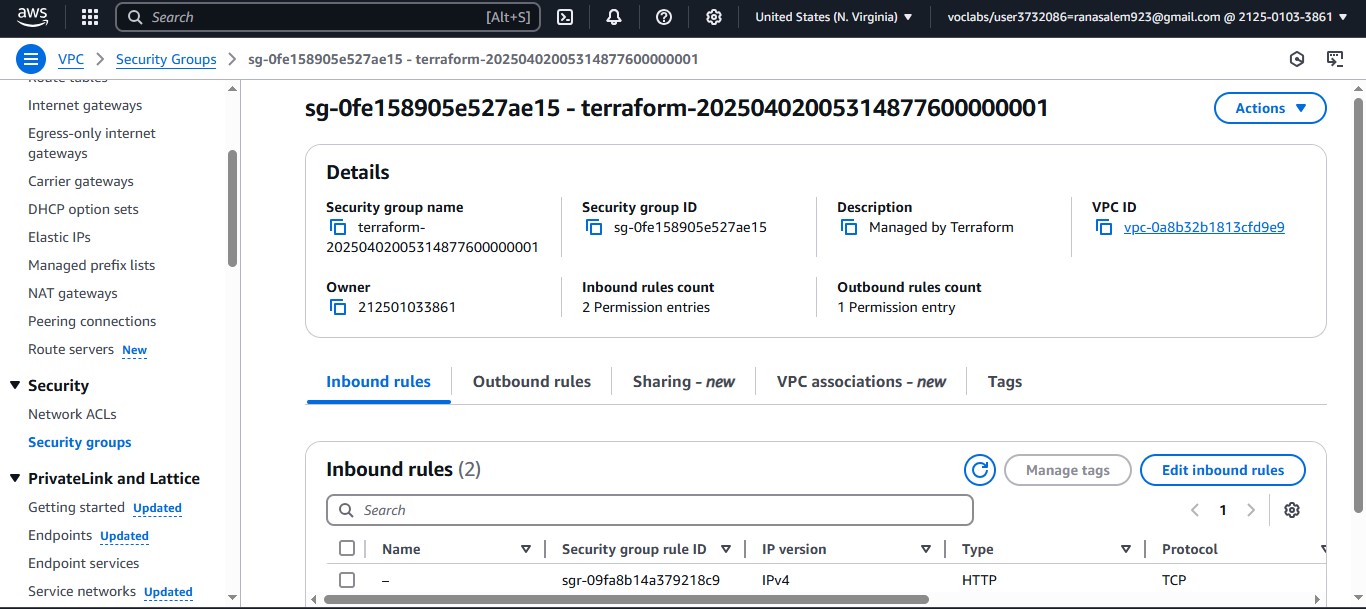 aws
Search [Alt+S]
United States (N. Virginia) ▼
voclabs/user3732086=ranasalem923@gmail.com @ 2125-0103-3861 ▼
VPC > Security Groups > sg-0fe158905e527ae15 - terraform-20250402005314877600000001
Route tables
Internet gateways
Egress-only internet
gateways
Carrier gateways
DHCP option sets
Elastic IPs
Managed prefix lists
NAT gateways
Peering connections
Route servers New
Security
Network ACLs
Security groups
PrivateLink and Lattice
Getting started Updated
Endpoints Updated
Endpoint services
Service networks Updated
sg-0fe158905e527ae15 - terraform-20250402005314877600000001
Actions ▼
Details
Security group name
terraform-
20250402005314877600000001
Security group ID
sg-0fe158905e527ae15
Description
Managed by Terraform
VPC ID
vpc-0a8b32b1813cfd9e9
Owner
212501033861
Inbound rules count
2 Permission entries
Outbound rules count
1 Permission entry
Inbound rules
Outbound rules
Sharing - new
VPC associations - new
Tags
Inbound rules (2)
Manage tags
Edit inbound rules
Search
1
Name Security group rule ID IP version Type Protocol
– sgr-09fa8b14a379218c9 IPv4 HTTP TCP